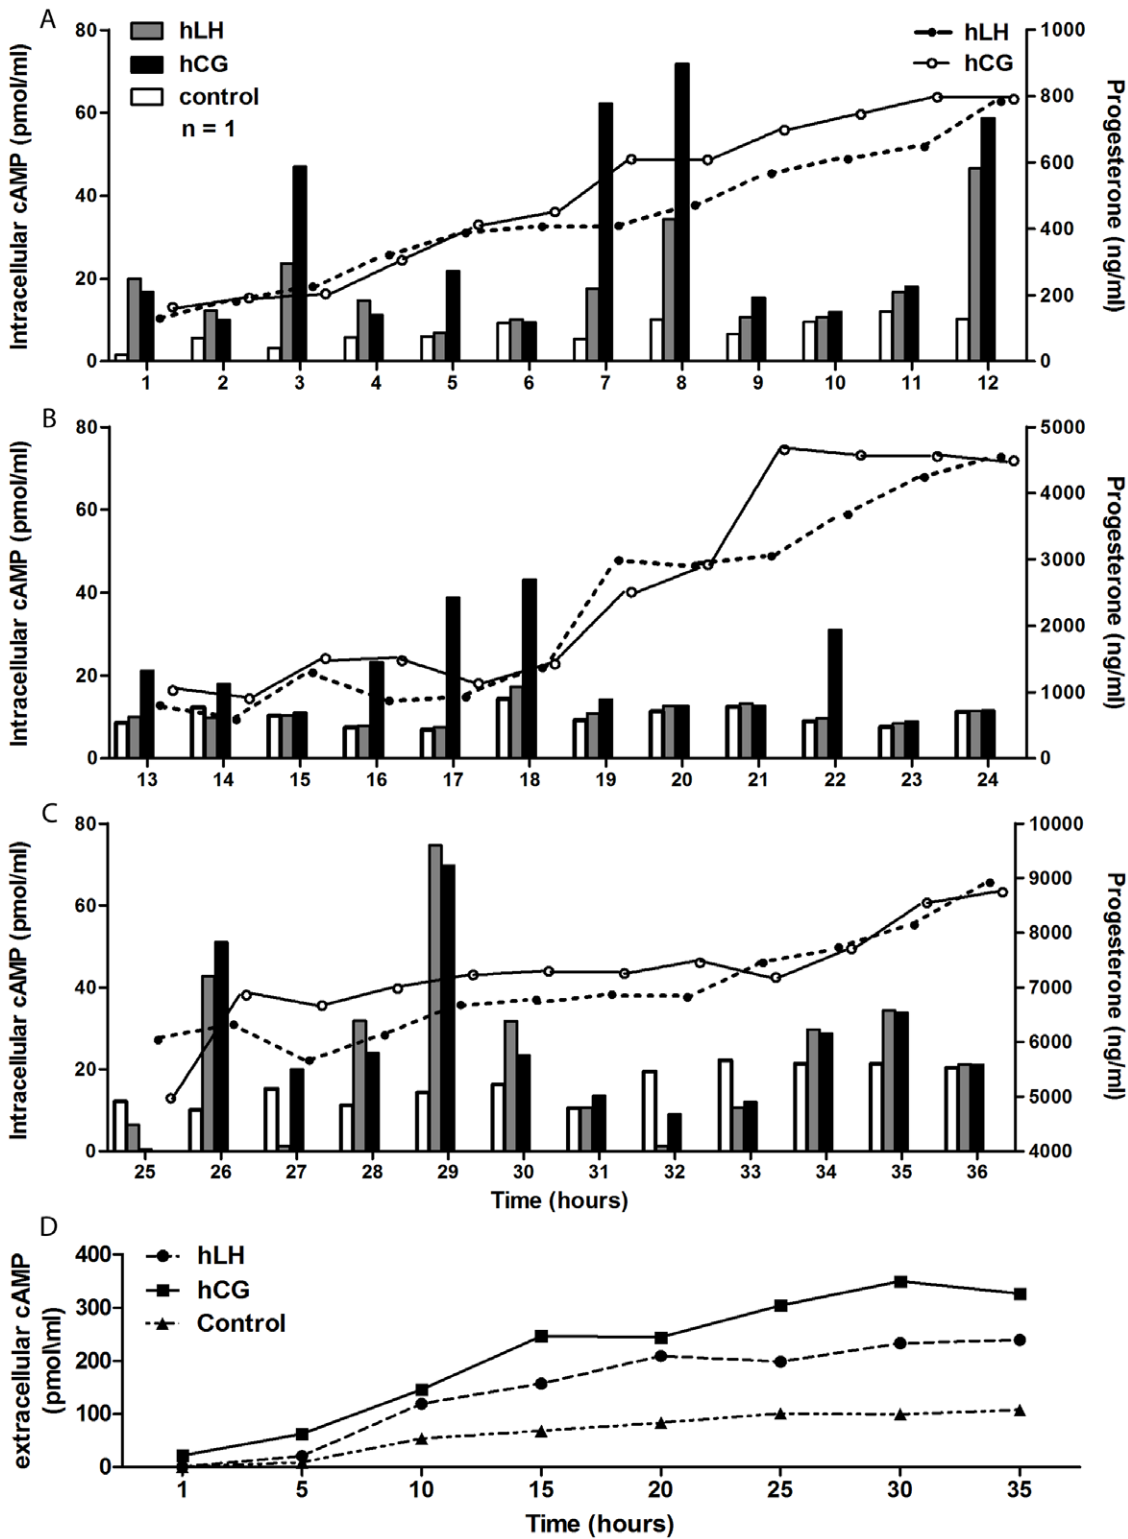 A
hLH
hCG
control
n = 1
hLH
hCG
Intracellular cAMP (pmol/ml)
80
60
40
20
0
Progesterone (ng/ml)
1000
800
600
400
200
0
1 2 3 4 5 6 7 8 9 10 11 12
B
Intracellular cAMP (pmol/ml)
80
60
40
20
0
Progesterone (ng/ml)
5000
4000
3000
2000
1000
0
13 14 15 16 17 18 19 20 21 22 23 24
C
Intracellular cAMP (pmol/ml)
80
60
40
20
0
Progesterone (ng/ml)
10000
9000
8000
7000
6000
5000
4000
25 26 27 28 29 30 31 32 33 34 35 36
Time (hours)
D
extracellular cAMP
(pmol\ml)
400
300
200
100
0
hLH
hCG
Control
1 5 10 15 20 25 30 35
Time (hours)